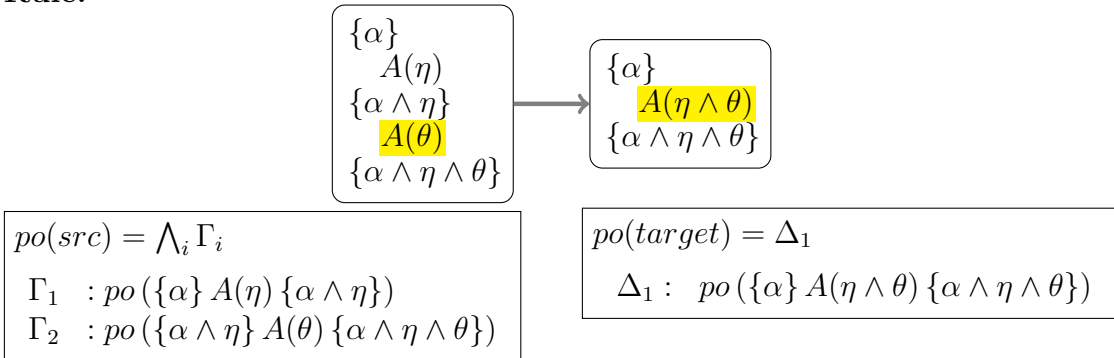 {α}
A(η)
{α ∧ η}
A(θ)
{α ∧ η ∧ θ}
{α}
A(η ∧ θ)
{α ∧ η ∧ θ}
po(src) = ⋀ᵢ Γᵢ
Γ₁ : po ({α} A(η) {α ∧ η})
Γ₂ : po ({α ∧ η} A(θ) {α ∧ η ∧ θ})
po(target) = Δ₁
Δ₁ : po ({α} A(η ∧ θ) {α ∧ η ∧ θ})